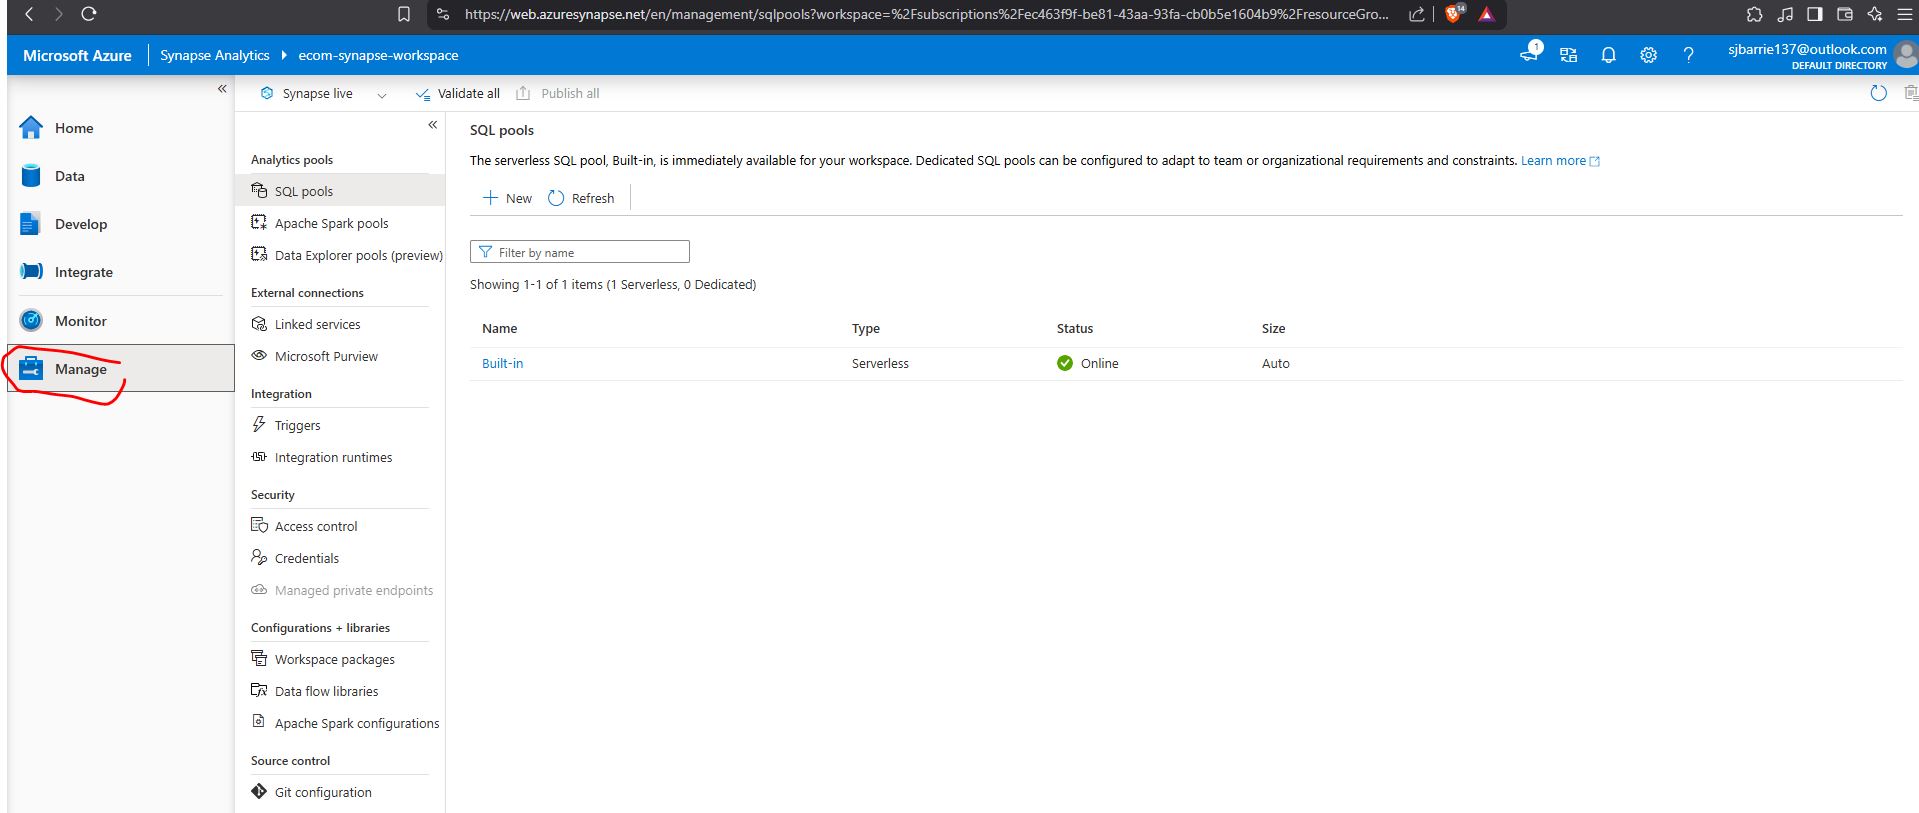 https://web.azuresynapse.net/en/management/sqlpools?workspace=%2Fsubscriptions%2Fec463f9f-be81-43aa-93fa-cb0b5e1604b9%2FresourceGro...
14
Microsoft Azure
Synapse Analytics
ecom-synapse-workspace
1
sjbarrie137@outlook.com
DEFAULT DIRECTORY
Home
Data
Develop
Integrate
Monitor
Manage
Synapse live
Validate all
Publish all
Analytics pools
SQL pools
Apache Spark pools
Data Explorer pools (preview)
External connections
Linked services
Microsoft Purview
Integration
Triggers
Integration runtimes
Security
Access control
Credentials
Managed private endpoints
Configurations + libraries
Workspace packages
Data flow libraries
Apache Spark configurations
Source control
Git configuration
SQL pools
The serverless SQL pool, Built-in, is immediately available for your workspace. Dedicated SQL pools can be configured to adapt to team or organizational requirements and constraints. Learn more
New
Refresh
Filter by name
Showing 1-1 of 1 items (1 Serverless, 0 Dedicated)
Name Type Status Size
Built-in Serverless Online Auto